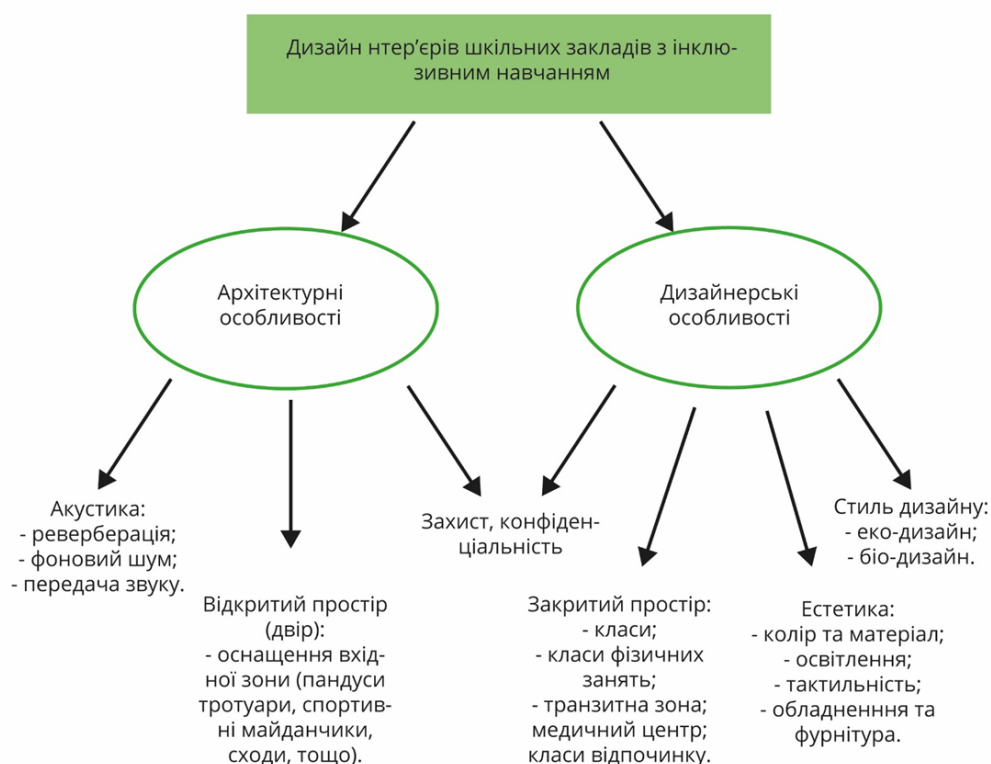 Дизайн нтер’єрів шкільних закладів з інклю-
зивним навчанням
Архітектурні
особливості
Дизайнерські
особливості
Акустика:
- реверберація;
- фоновий шум;
- передача звуку.
Відкритий простір
(двір):
- оснащення вхід-
ної зони (пандуси
тротуари, спортив-
ні майданчики,
сходи, тощо).
Захист, конфіден-
ціальність
Закритий простір:
- класи;
- класи фізичних
занять;
- транзитна зона;
медичний центр;
класи відпочинку.
Естетика:
- колір та матеріал;
- освітлення;
- тактильність;
- обладненння та
фурнітура.
Стиль дизайну:
- еко-дизайн;
- біо-дизайн.